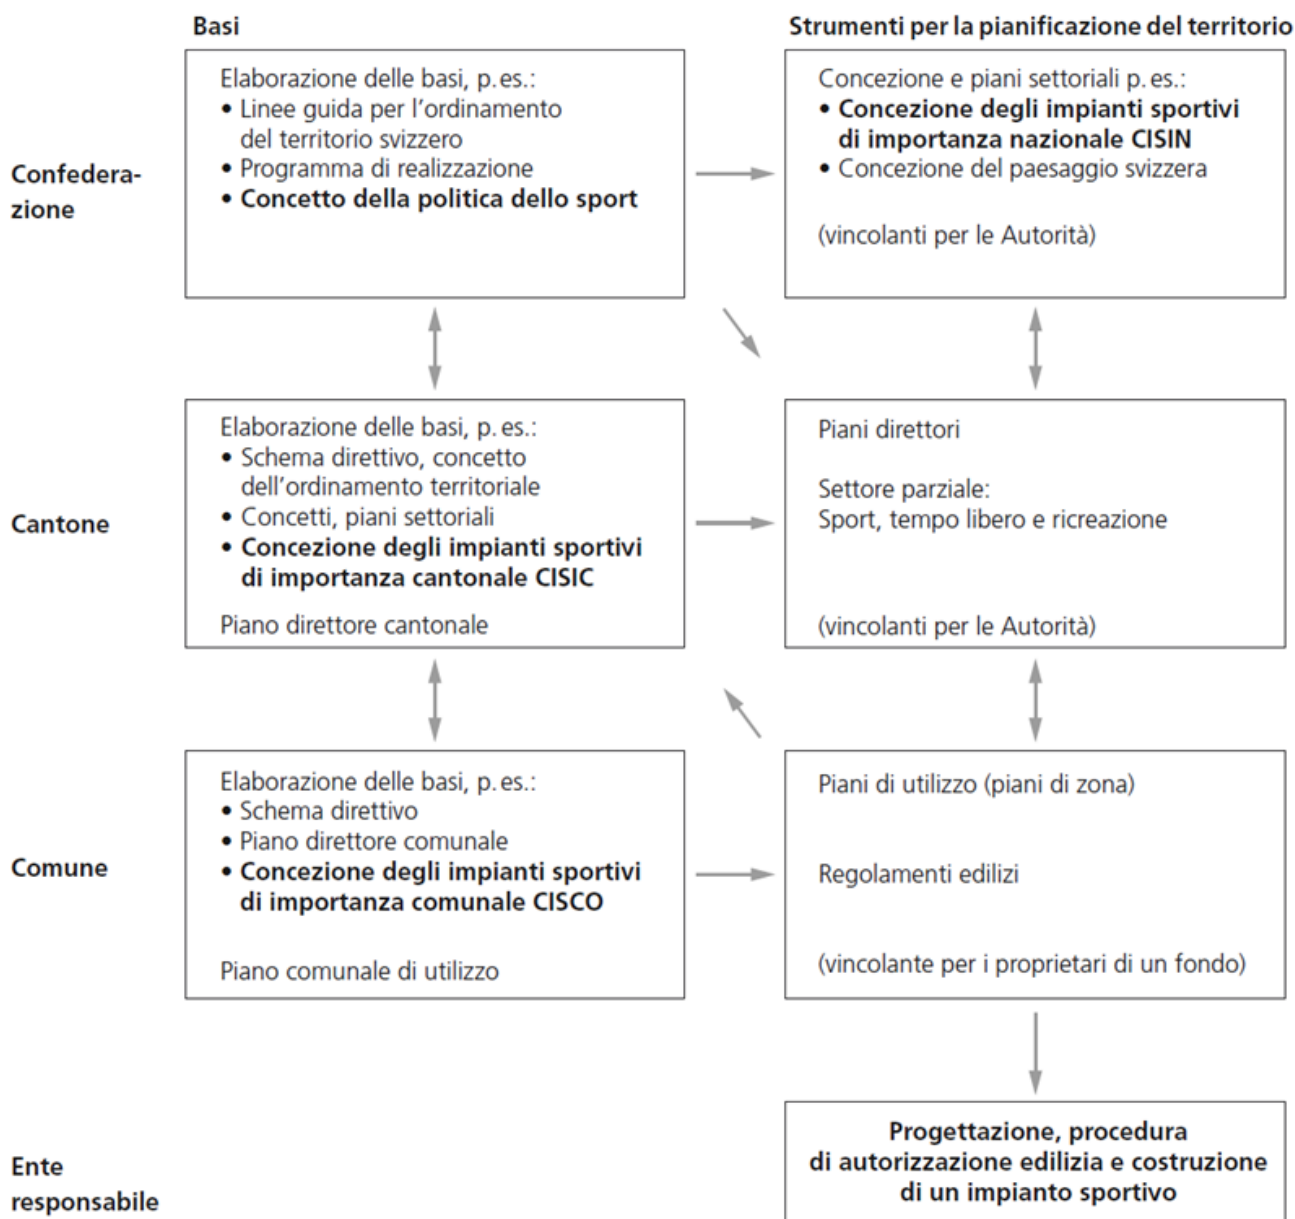 Basi
Strumenti per la pianificazione del territorio
Confedera-
zione
Elaborazione delle basi, p.es.:
• Linee guida per l'ordinamento
del territorio svizzero
• Programma di realizzazione
• Concetto della politica dello sport
Concezione e piani settoriali p.es.:
• Concezione degli impianti sportivi
di importanza nazionale CISIN
• Concezione del paesaggio svizzera
(vincolanti per le Autorità)
Cantone
Elaborazione delle basi, p.es.:
• Schema direttivo, concetto
dell'ordinamento territoriale
• Concetti, piani settoriali
• Concezione degli impianti sportivi
di importanza cantonale CISIC
Piano direttore cantonale
Piani direttori
Settore parziale:
Sport, tempo libero e ricreazione
(vincolanti per le Autorità)
Comune
Elaborazione delle basi, p.es.:
• Schema direttivo
• Piano direttore comunale
• Concezione degli impianti sportivi
di importanza comunale CISCO
Piano comunale di utilizzo
Piani di utilizzo (piani di zona)
Regolamenti edilizi
(vincolante per i proprietari di un fondo)
Ente
responsabile
Progettazione, procedura
di autorizzazione edilizia e costruzione
di un impianto sportivo